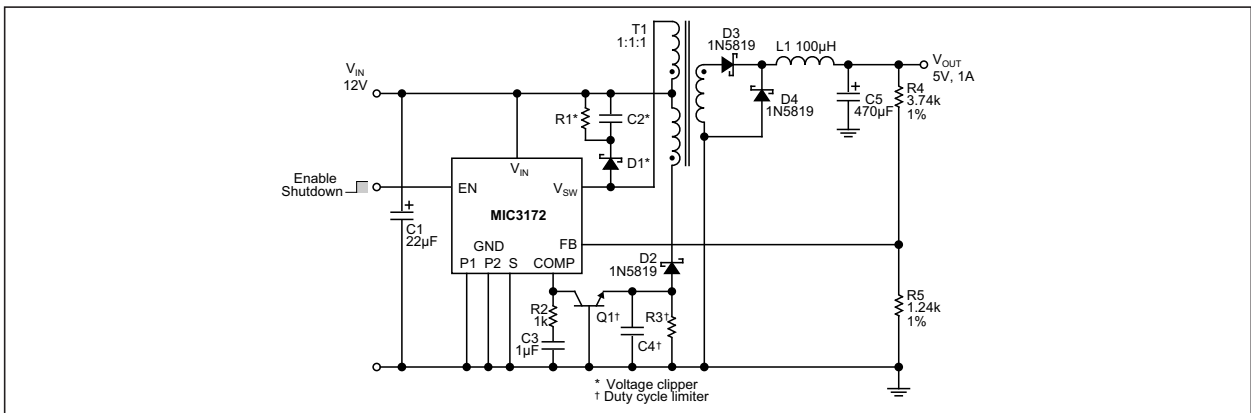 T1
1:1:1
D3
1N5819
L1 100µH
VOUT
5V, 1A
VIN
12V
R4
3.74k
1%
C5
470µF
D4
1N5819
R1*
C2*
D1*
VIN
Enable
Shutdown
EN
VSW
MIC3172
C1
22µF
GND
FB
P1 P2 S COMP
D2
1N5819
R2
1k
Q1†
R3†
C4†
C3
1µF
R5
1.24k
1%
* Voltage clipper
† Duty cycle limiter